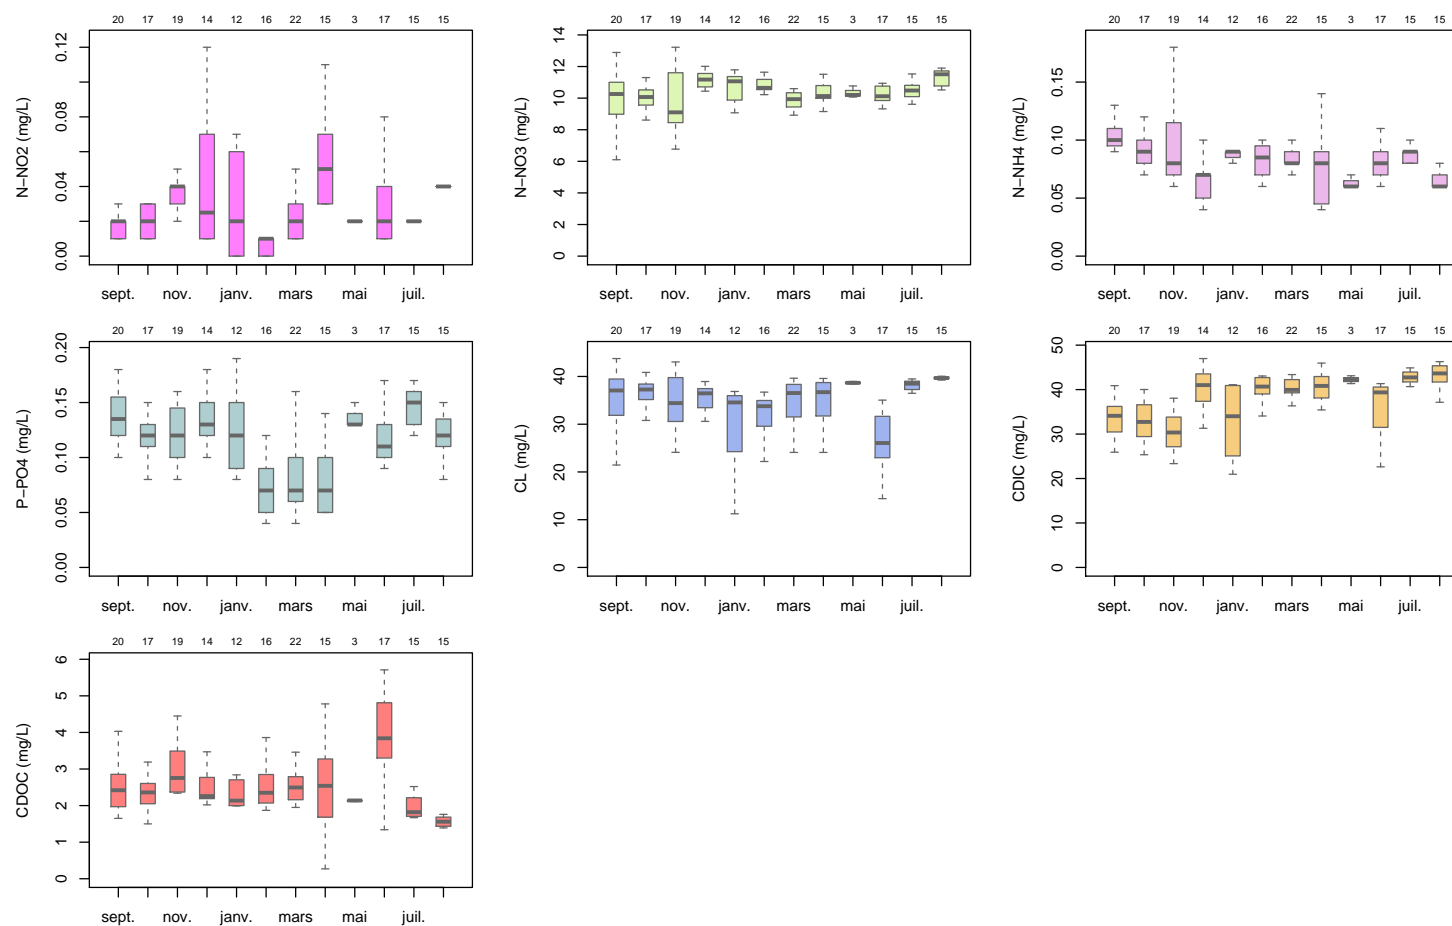 20 17 19 14 12 16 22 15 3 17 15 15
N-NO2 (mg/L)
0.12
0.08
0.04
0.00
sept. nov. janv. mars mai juil.
20 17 19 14 12 16 22 15 3 17 15 15
N-NO3 (mg/L)
14
12
10
8
6
4
2
0
sept. nov. janv. mars mai juil.
20 17 19 14 12 16 22 15 3 17 15 15
N-NH4 (mg/L)
0.15
0.10
0.05
0.00
sept. nov. janv. mars mai juil.
20 17 19 14 12 16 22 15 3 17 15 15
P-PO4 (mg/L)
0.20
0.15
0.10
0.05
0.00
sept. nov. janv. mars mai juil.
20 17 19 14 12 16 22 15 3 17 15 15
CL (mg/L)
40
30
20
10
0
sept. nov. janv. mars mai juil.
20 17 19 14 12 16 22 15 3 17 15 15
CDIC (mg/L)
50
40
30
20
10
0
sept. nov. janv. mars mai juil.
20 17 19 14 12 16 22 15 3 17 15 15
CDOC (mg/L)
6
5
4
3
2
1
0
sept. nov. janv. mars mai juil.